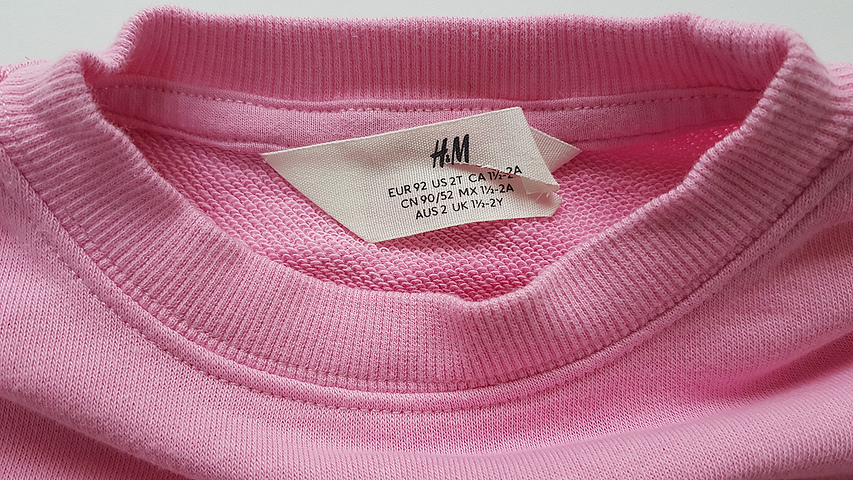 H&M
EUR 92 US 2T CA 1½-2A
CN 90/52 MX 1½-2A
AUS 2 UK 1½-2Y